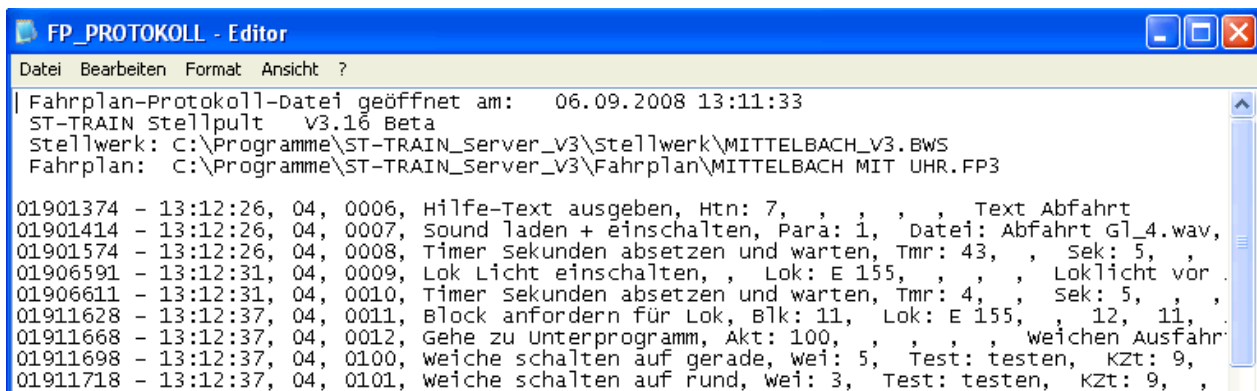 FP_PROTOKOLL - Editor
Datei Bearbeiten Format Ansicht ?
Fahrplan-Protokoll-Datei geöffnet am: 06.09.2008 13:11:33
ST-TRAIN Stellpult V3.16 Beta
Stellwerk: C:\Programme\ST-TRAIN_Server_V3\Stellwerk\MITTELBACH_V3.BWS
Fahrplan: C:\Programme\ST-TRAIN_Server_V3\Fahrplan\MITTELBACH MIT UHR.FP3
01901374 - 13:12:26, 04, 0006, Hilfe-Text ausgeben, Htn: 7, , , , , Text Abfahrt
01901414 - 13:12:26, 04, 0007, Sound laden + einschalten, Para: 1, Datei: Abfahrt Gl_4.wav,
01901574 - 13:12:26, 04, 0008, Timer Sekunden absetzen und warten, Tmr: 43, , Sek: 5, ,
01906591 - 13:12:31, 04, 0009, Lok Licht einschalten, , Lok: E 155, , , , Loklicht vor
01906611 - 13:12:31, 04, 0010, Timer Sekunden absetzen und warten, Tmr: 4, , Sek: 5, , ,
01911628 - 13:12:37, 04, 0011, Block anfordern für Lok, Blk: 11, Lok: E 155, , 12, 11,
01911668 - 13:12:37, 04, 0012, Gehe zu Unterprogramm, Akt: 100, , , , , Weichen Ausfahr
01911698 - 13:12:37, 04, 0100, Weiche schalten auf gerade, Wei: 5, Test: testen, KZt: 9,
01911718 - 13:12:37, 04, 0101, Weiche schalten auf rund, Wei: 3, Test: testen, KZt: 9, ,